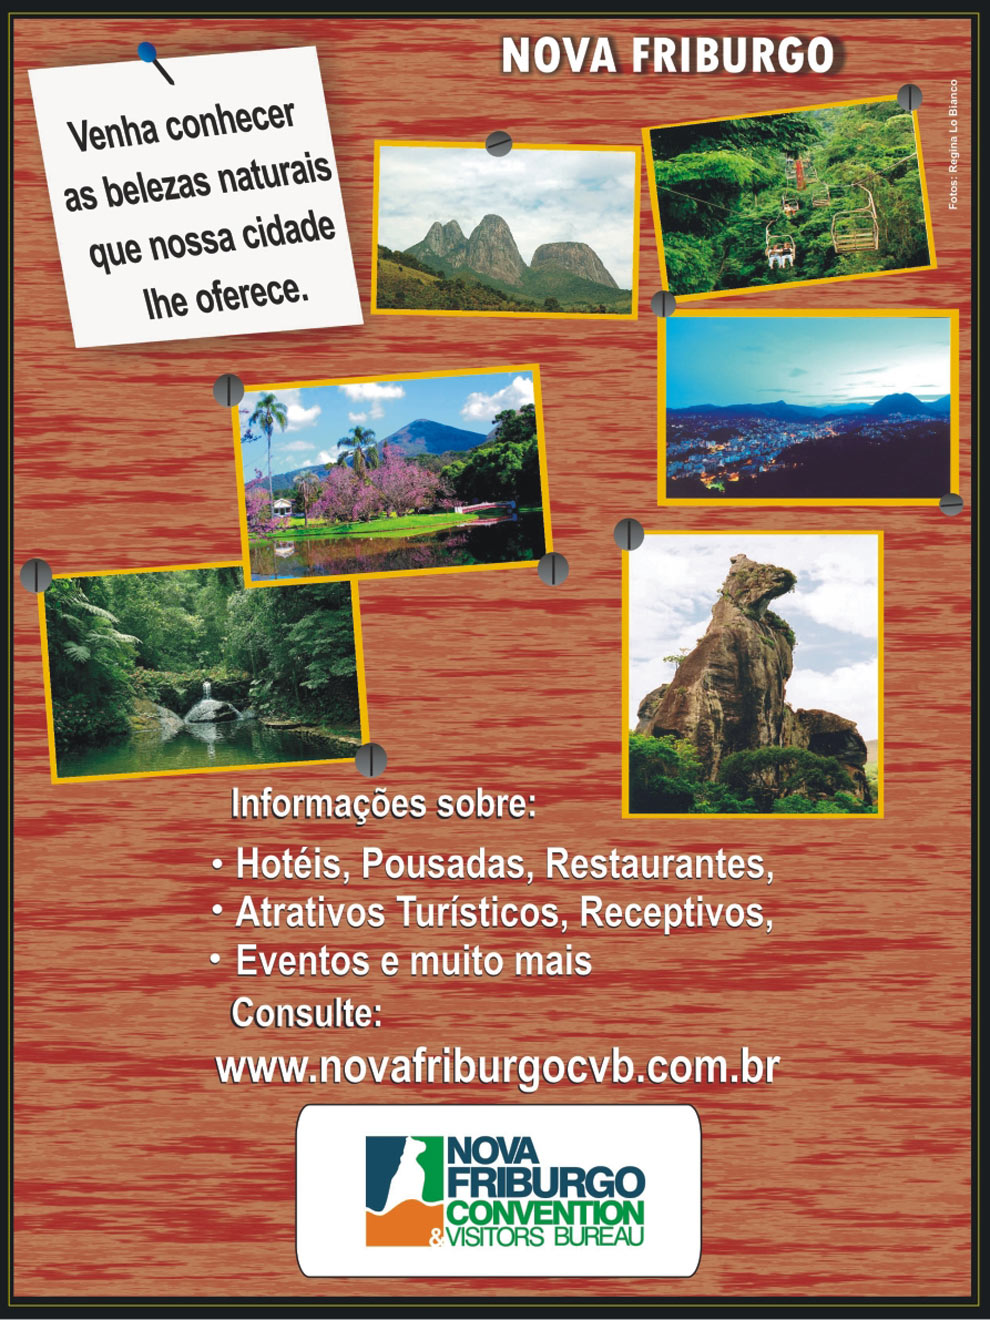 NOVA FRIBURGO
Venha conhecer
as belezas naturais
que nossa cidade
lhe oferece.
Fotos: Regina Lo Bianco
Informações sobre:
• Hotéis, Pousadas, Restaurantes,
• Atrativos Turísticos, Receptivos,
• Eventos e muito mais
Consulte:
www.novafriburgocvb.com.br
NOVA
FRIBURGO
CONVENTION
&VISITORS BUREAU